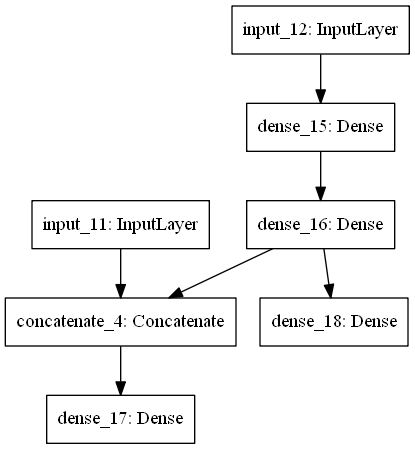 input_12: InputLayer
dense_15: Dense
input_11: InputLayer
dense_16: Dense
concatenate_4: Concatenate
dense_18: Dense
dense_17: Dense